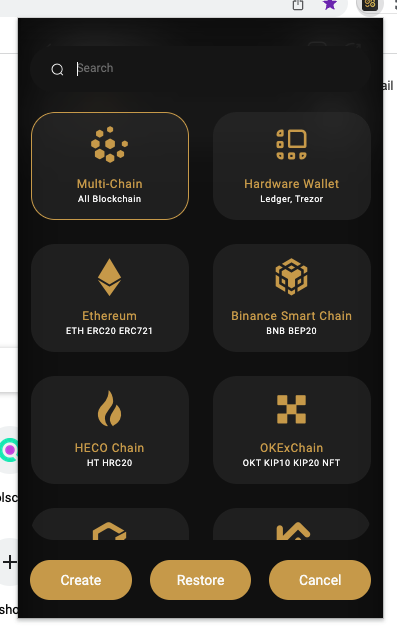 Search
ail
Multi-Chain
All Blockchain
Hardware Wallet
Ledger, Trezor
Ethereum
ETH ERC20 ERC721
Binance Smart Chain
BNB BEP20
HECO Chain
HT HRC20
OKExChain
OKT KIP10 KIP20 NFT
olsc
Create
Restore
Cancel
sho